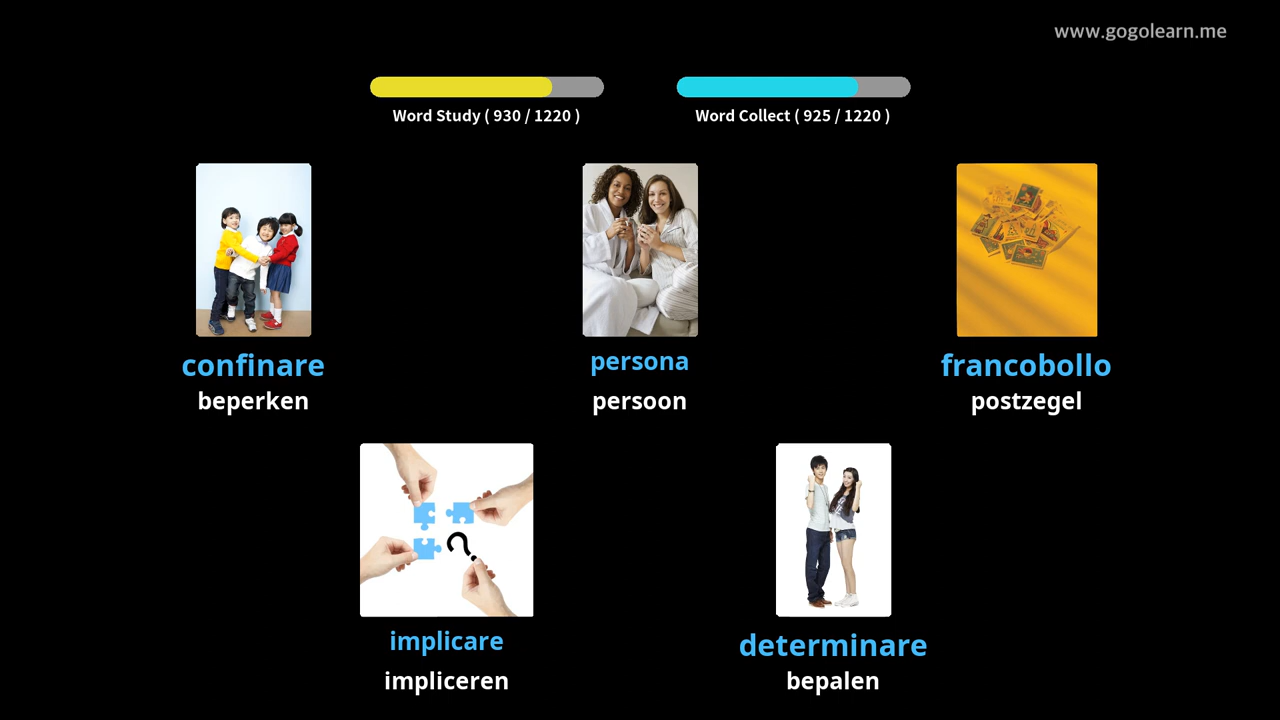 www.gogolearn.me
Word Study ( 930 / 1220 )
Word Collect ( 925 / 1220 )
confinare
beperken
persona
persoon
francobollo
postzegel
implicare
impliceren
determinare
bepalen